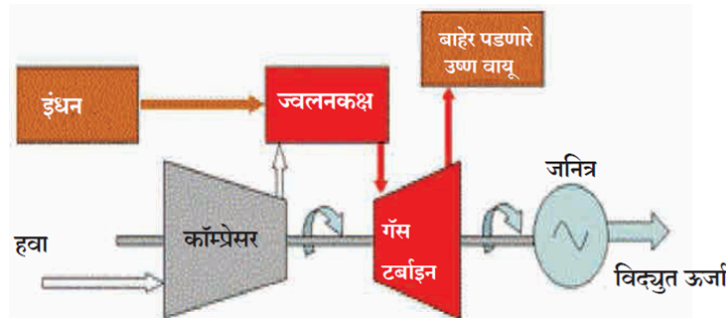 बाहेर पडणारे
उष्ण वायू
इंधन
ज्वलनकक्ष
जनित्र
हवा
कॉम्प्रेसर
गॅस
टर्बाइन
विद्युत ऊर्जा